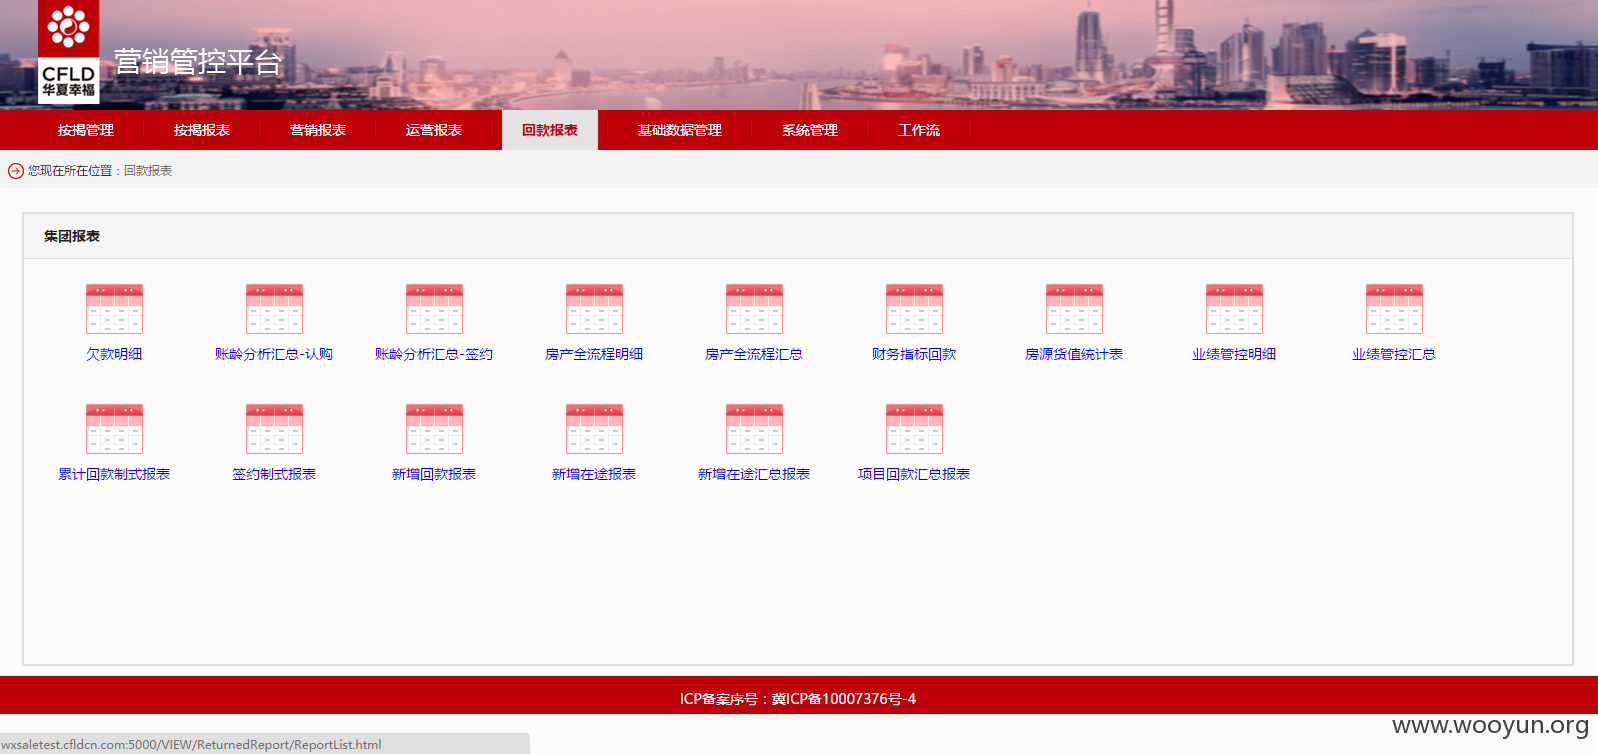 CFLD
华夏幸福
营销管控平台
按揭管理 按揭报表 营销报表 运营报表 回款报表 基础数据管理 系统管理 工作流
您现在所在位置：回款报表
集团报表
欠款明细 账龄分析汇总-认购 账龄分析汇总-签约 房产全流程明细 房产全流程汇总 财务指标回款 房源货值统计表 业绩管控明细 业绩管控汇总
累计回款制式报表 签约制式报表 新增回款报表 新增在途报表 新增在途汇总报表 项目回款汇总报表
ICP备案序号：冀ICP备10007376号-4
www.wooyun.org
wxsaletest.cfldcn.com:5000/VIEW/ReturnedReport/ReportList.html